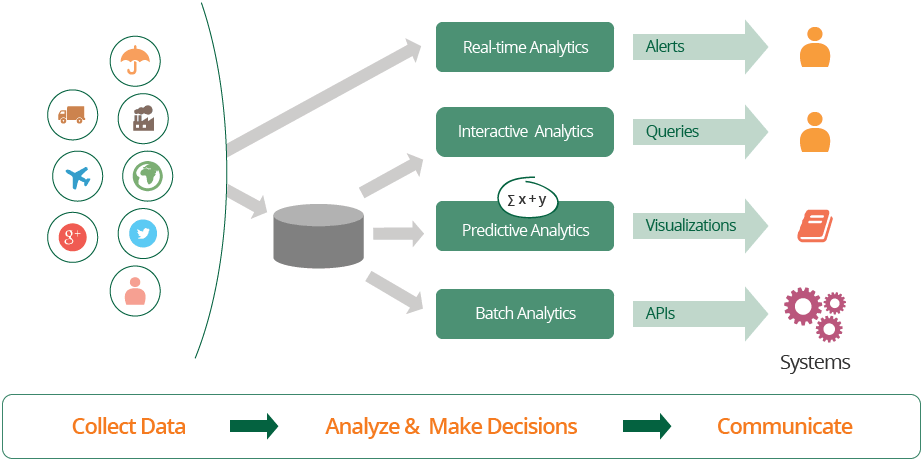 Real-time Analytics
Alerts
Interactive Analytics
Queries
∑ x + y
Predictive Analytics
Visualizations
Batch Analytics
APIs
Systems
g+
Collect Data
Analyze & Make Decisions
Communicate